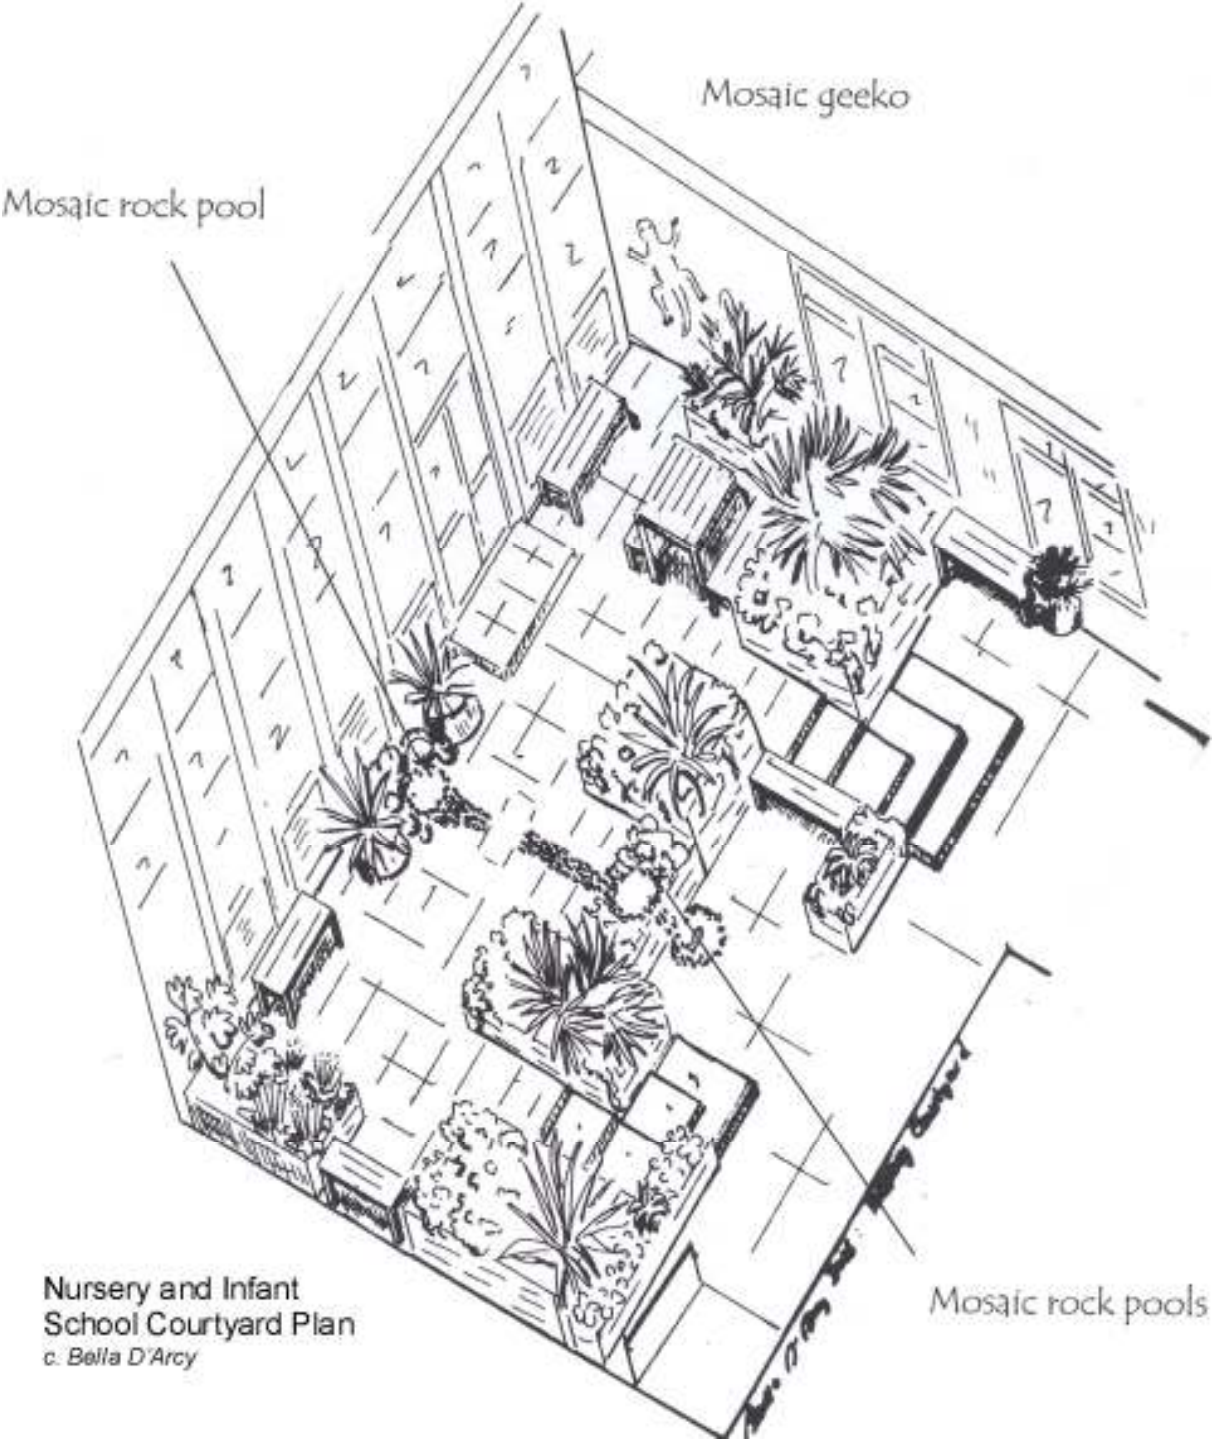 Mosaic geeko
Mosaic rock pool
Mosaic rock pools
Nursery and Infant
School Courtyard Plan
c. Bella D'Arcy